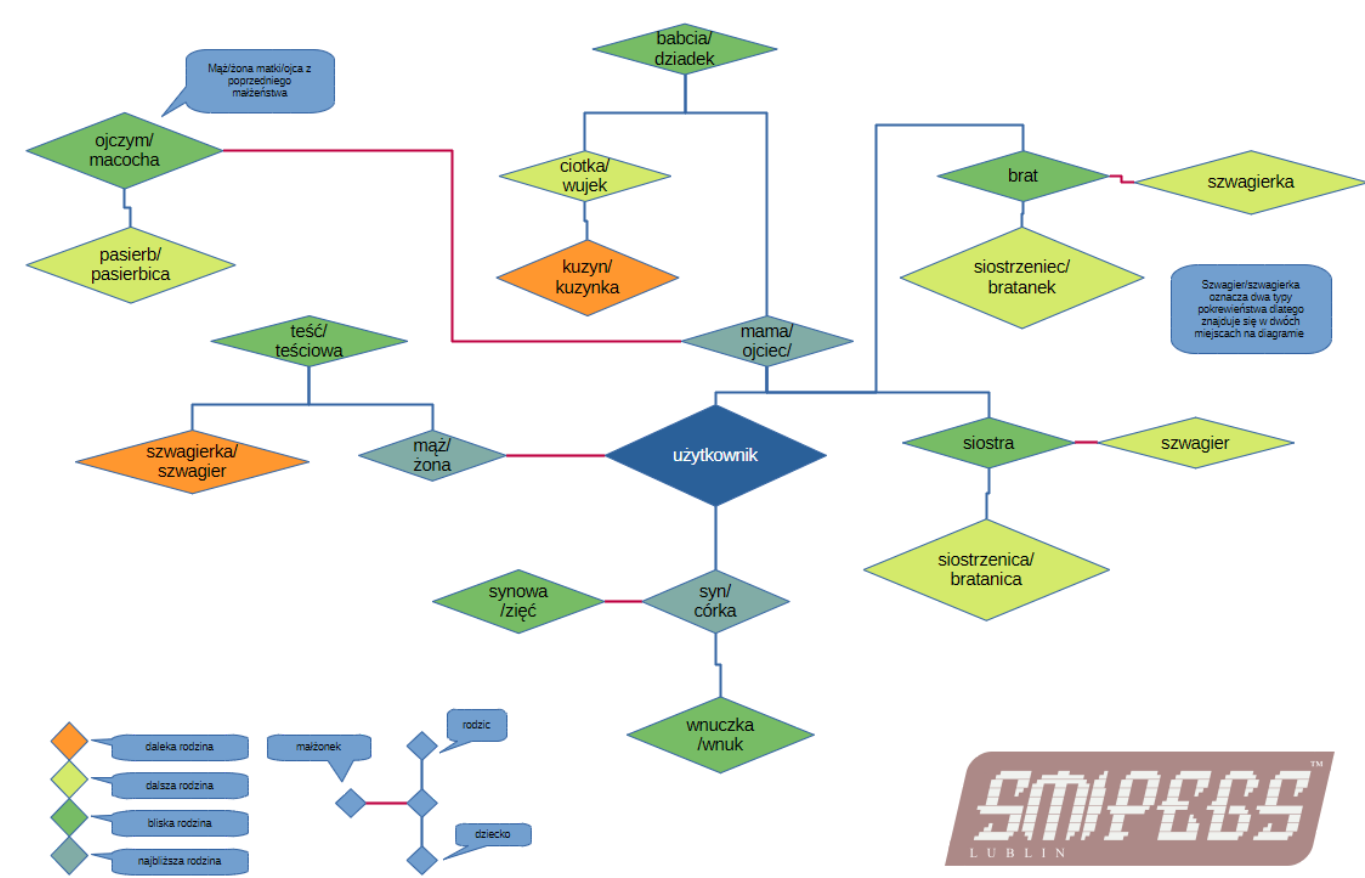 babcia/
dziadek
Mąż/żona matki/ojca z
poprzedniego
małżeństwa
ojczym/
macocha
ciotka/
wujek
brat
szwagierka
pasierb/
pasierbica
kuzyn/
kuzynka
siostrzeniec/
bratanek
Szwagier/szwagierka
oznacza dwa typy
pokrewieństwa dlatego
znajduje się w dwóch
miejscach na diagramie
teść/
teściowa
mama/
ojciec/
szwagierka/
szwagier
mąż/
żona
użytkownik
siostra
szwagier
siostrzenica/
bratanica
synowa
/zięć
syn/
córka
wnuczka
/wnuk
daleka rodzina
dalsza rodzina
bliska rodzina
najbliższa rodzina
małżonek
rodzic
dziecko
SMIPEGS™
LUBLIN